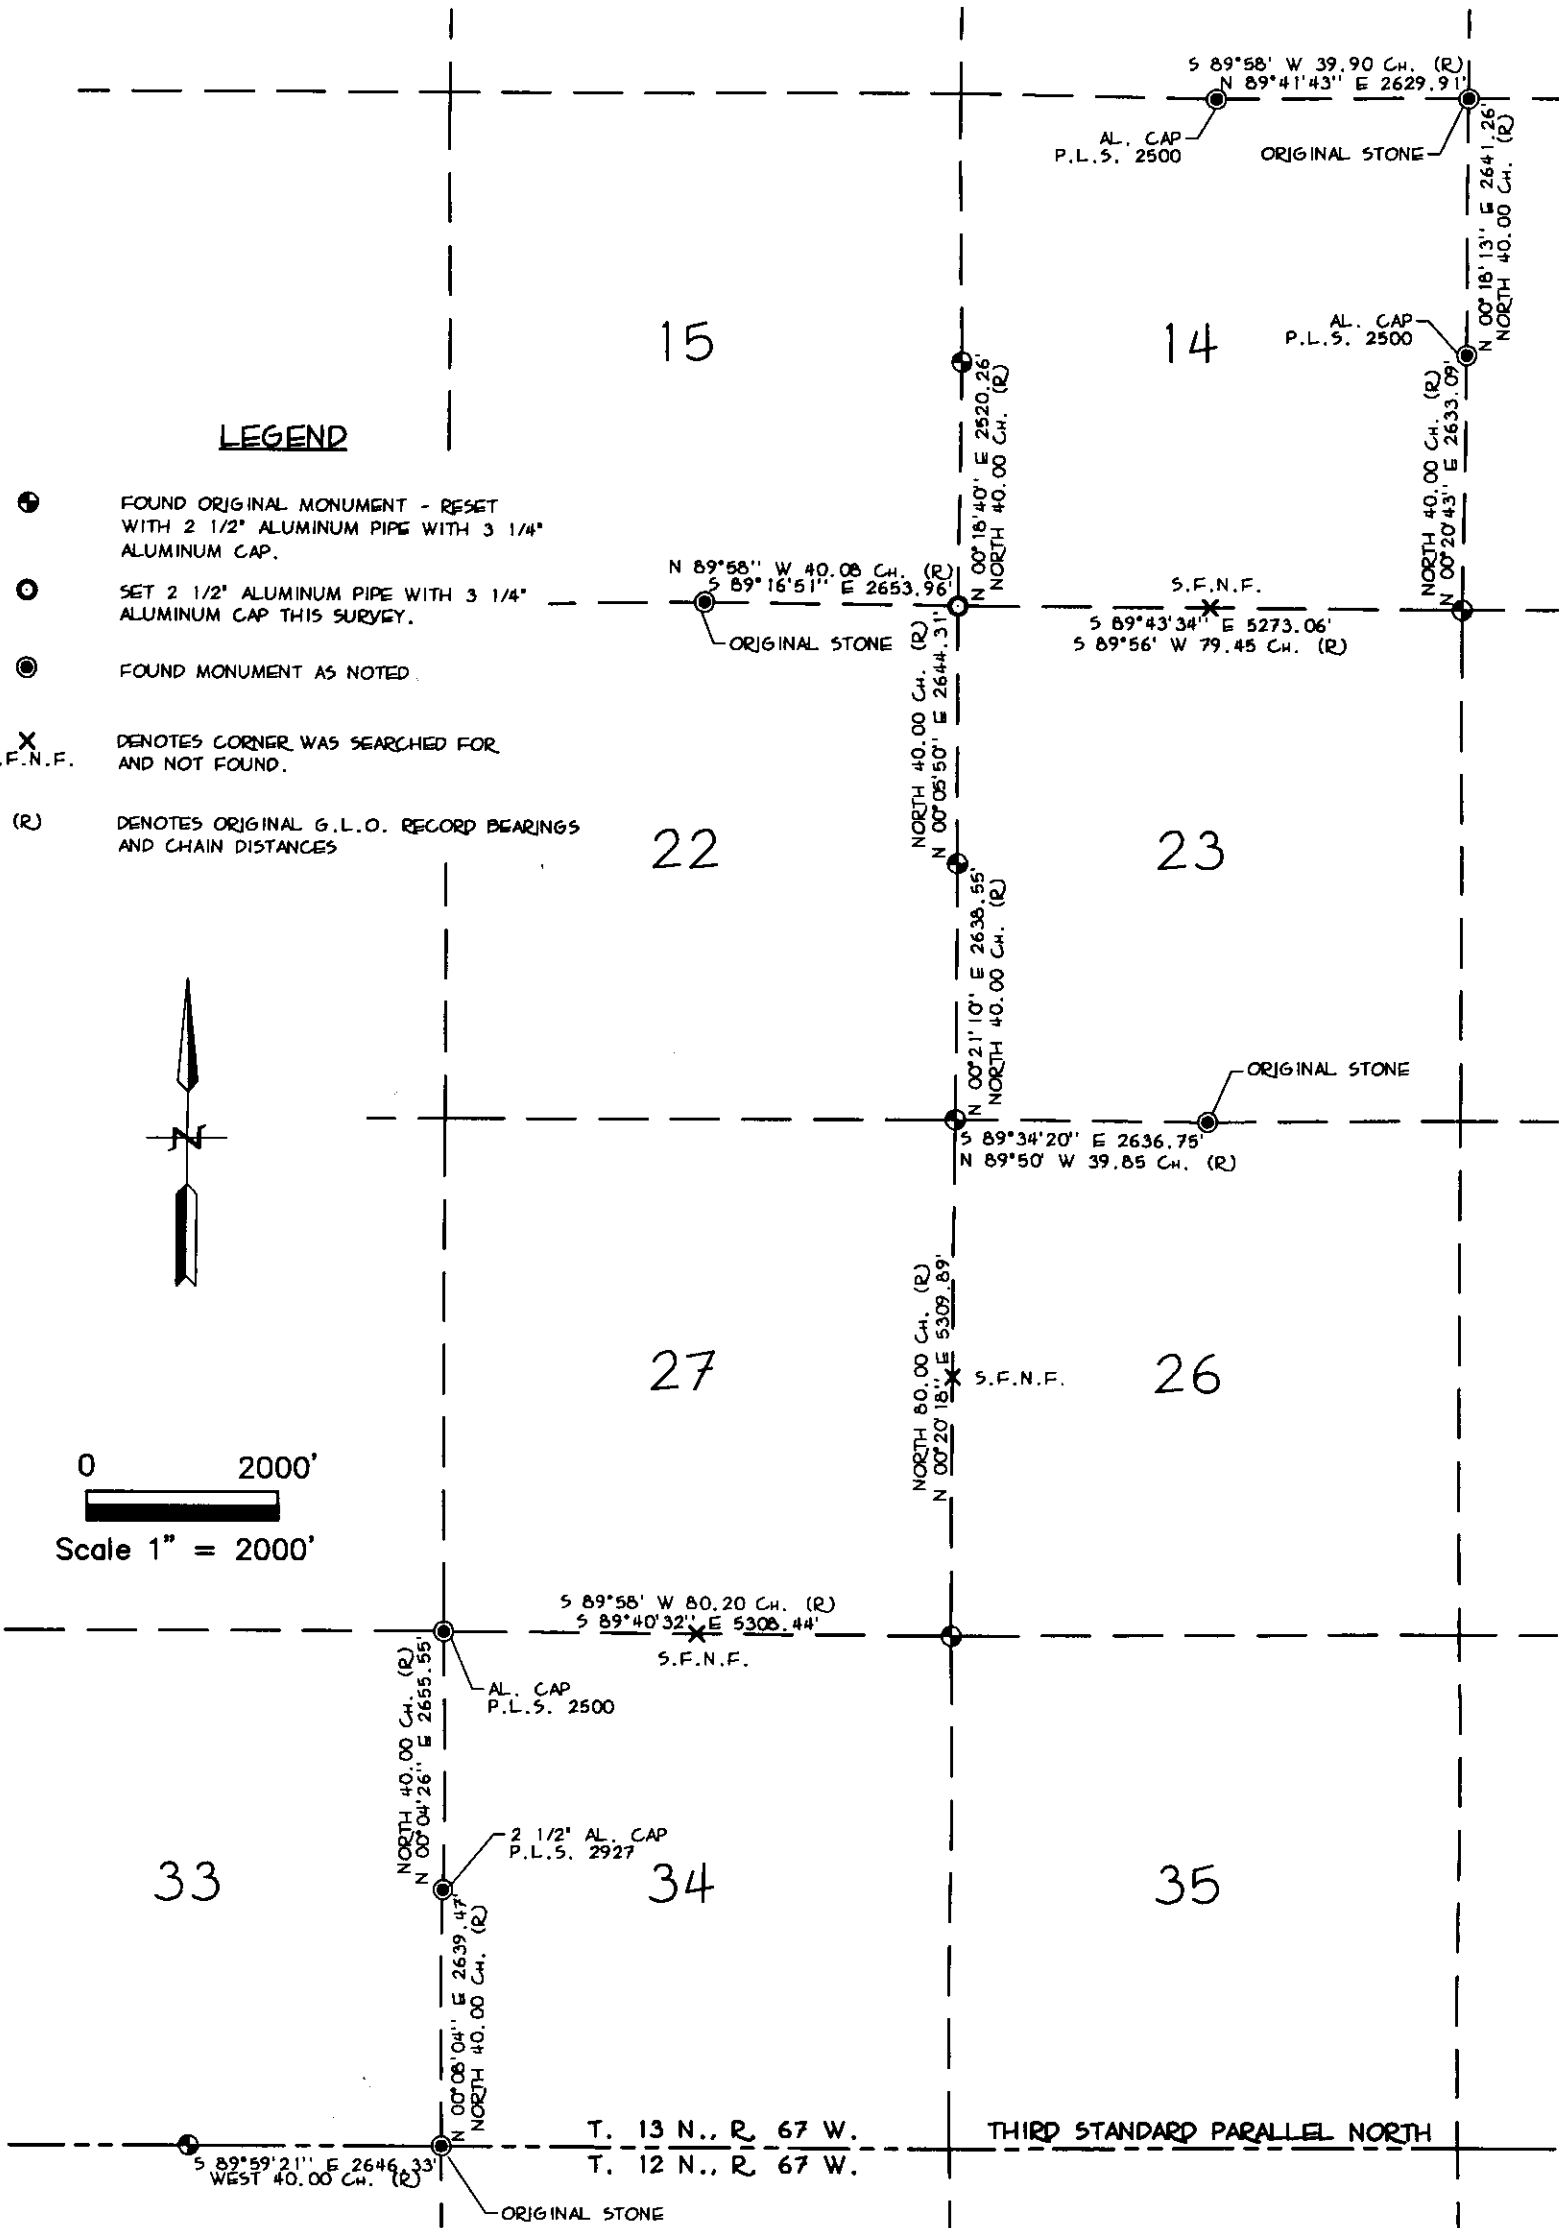 S 89°58' W 39.90 CH. (R)
N 89°41'43" E 2629.91'
AL. CAP
P.L.S. 2500
ORIGINAL STONE
N 00°18'13" E 2641.26'
NORTH 40.00 CH. (R)
15
14
AL. CAP
P.L.S. 2500
N 00°18'40" E 2520.26'
NORTH 40.00 CH. (R)
NORTH 40.00 CH. (R)
N 00°20'43" E 2633.09'
LEGEND
FOUND ORIGINAL MONUMENT - RESET
WITH 2 1/2" ALUMINUM PIPE WITH 3 1/4"
ALUMINUM CAP.
SET 2 1/2" ALUMINUM PIPE WITH 3 1/4"
ALUMINUM CAP THIS SURVEY.
FOUND MONUMENT AS NOTED
X
.F.N.F.
DENOTES CORNER WAS SEARCHED FOR
AND NOT FOUND.
(R)
DENOTES ORIGINAL G.L.O. RECORD BEARINGS
AND CHAIN DISTANCES
N 89°58'' W 40.08 CH. (R)
S 89°16'51'' E 2653.96'
ORIGINAL STONE
S.F.N.F.
S 89°43'34'' E 5273.06'
S 89°56' W 79.45 CH. (R)
NORTH 40.00 CH. (R)
N 00°05'50'' E 2644.31'
22
23
N 00°21'10'' E 2638.55'
NORTH 40.00 CH. (R)
N
ORIGINAL STONE
S 89°34'20'' E 2636.75'
N 89°50' W 39.85 CH. (R)
NORTH 80.00 CH. (R)
N 00°20'18'' E 5309.89'
27
S.F.N.F.
26
0 2000'
Scale 1" = 2000'
S 89°58' W 80.20 CH. (R)
S 89°40'32'' E 5308.44'
S.F.N.F.
AL. CAP
P.L.S. 2500
NORTH 40.00 CH. (R)
N 00°04'26'' E 2655.55'
2 1/2" AL. CAP
P.L.S. 2927
33
34
35
N 00°08'04'' E 2639.47'
NORTH 40.00 CH. (R)
T. 13 N., R. 67 W.
THIRD STANDARD PARALLEL NORTH
T. 12 N., R. 67 W.
S 89°59'21'' E 2646.33'
WEST 40.00 CH. (R)
ORIGINAL STONE